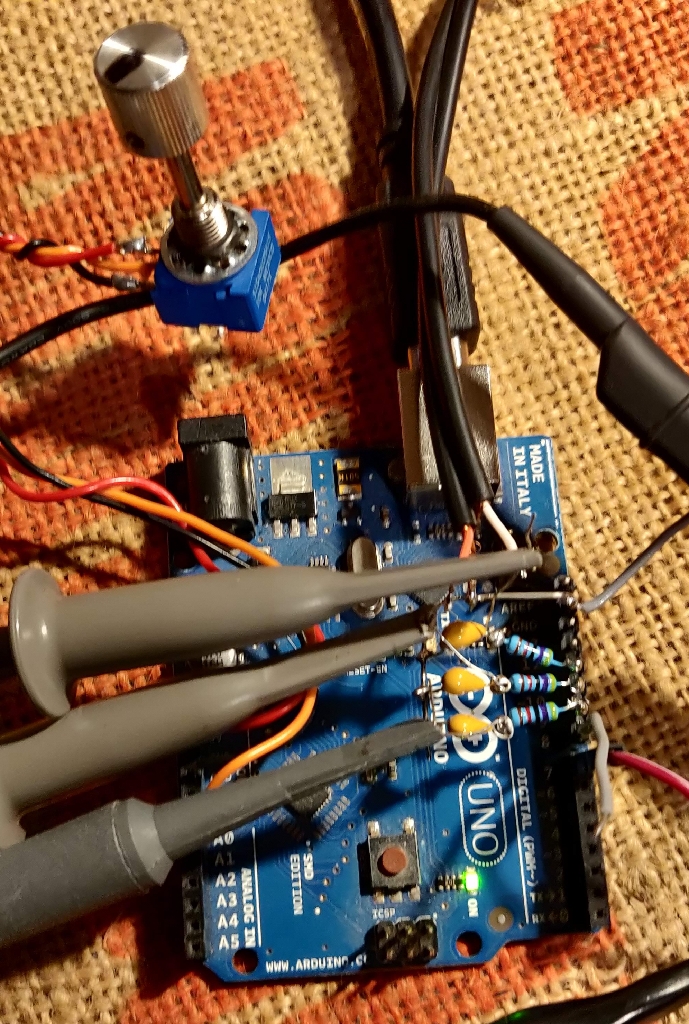 MADE
IN ITALY
AREF
GND
ARDUINO
UNO
DIGITAL (PWM~)
SMD
EDITION
A0
A1
A2
A3
A4
A5
ANALOG IN
ICSP
ON
WWW.ARDUINO.C